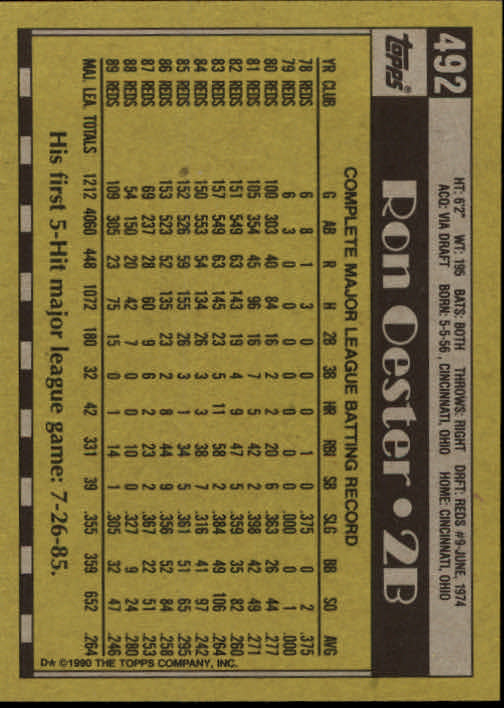 492
topps®
HT: 6'2" WT: 195 BATS: BOTH THROWS: RIGHT DRFT: REDS #9-JUNE, 1974
ACQ: VIA DRAFT BORN: 5-5-56, CINCINNATI, OHIO HOME: CINCINNATI, OHIO
Ron Oester • 2B
COMPLETE MAJOR LEAGUE BATTING RECORD
YR CLUB G AB R H 2B 3B HR RBI SB SLG BB SO AVG
78 REDS 6 8 1 3 0 0 0 1 0 .375 0 2 .375
79 REDS 6 3 0 0 0 0 0 0 0 .000 0 1 .000
80 REDS 100 303 40 84 16 2 2 20 6 .363 26 44 .277
81 REDS 105 354 45 96 16 7 5 42 2 .398 42 49 .271
82 REDS 151 549 63 143 19 4 9 47 5 .359 35 82 .260
83 REDS 157 549 63 145 23 5 11 58 2 .384 49 106 .264
84 REDS 150 553 54 134 26 3 3 38 7 .316 41 97 .242
85 REDS 152 526 59 155 26 3 1 34 5 .361 51 65 .295
86 REDS 153 523 52 135 23 2 8 44 9 .356 52 84 .258
87 REDS 69 237 28 60 9 6 2 23 2 .367 22 51 .253
88 REDS 54 150 20 42 7 0 0 10 0 .327 9 24 .280
89 REDS 109 305 23 75 15 0 1 14 1 .305 32 47 .246
MAJ. LEA. TOTALS 1212 4060 448 1072 180 32 42 331 39 .355 359 652 .264
D* ©1990 THE TOPPS COMPANY, INC.
His first 5-Hit major league game: 7-26-85.